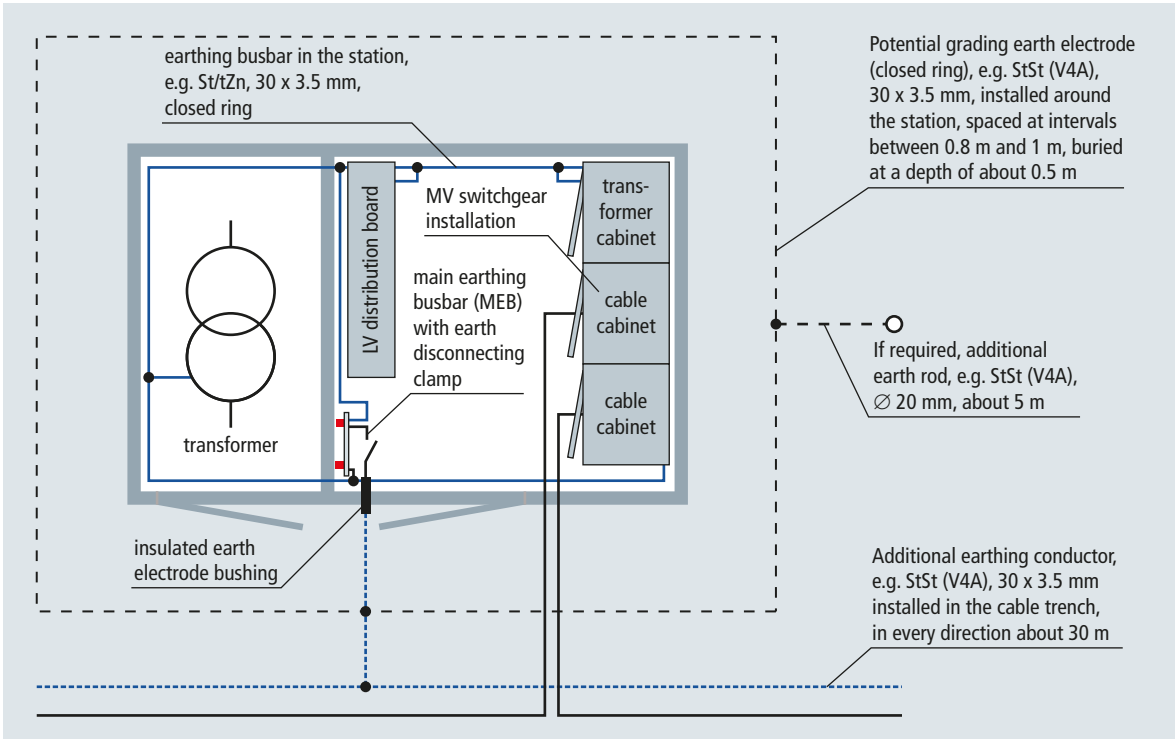 earthing busbar in the station,
e.g. St/tZn, 30 x 3.5 mm,
closed ring
Potential grading earth electrode
(closed ring), e.g. StSt (V4A),
30 x 3.5 mm, installed around
the station, spaced at intervals
between 0.8 m and 1 m, buried
at a depth of about 0.5 m
LV distribution board
MV switchgear
installation
trans-
former
cabinet
main earthing
busbar (MEB)
with earth
disconnecting
clamp
cable
cabinet
cable
cabinet
transformer
If required, additional
earth rod, e.g. StSt (V4A),
∅ 20 mm, about 5 m
insulated earth
electrode bushing
Additional earthing conductor,
e.g. StSt (V4A), 30 x 3.5 mm
installed in the cable trench,
in every direction about 30 m